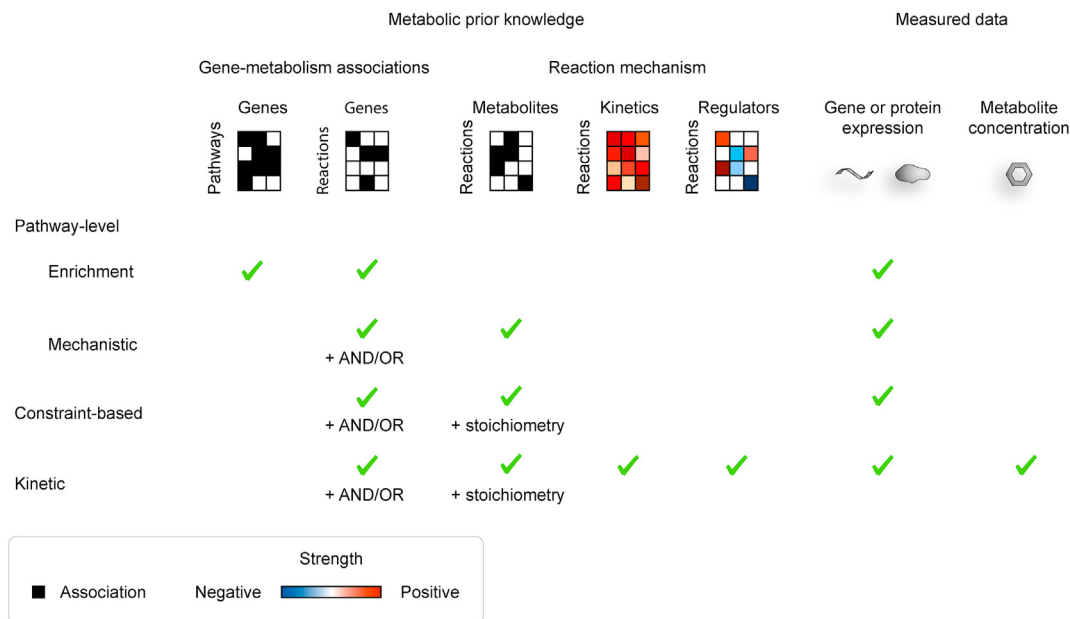 Metabolic prior knowledge
Measured data
Gene-metabolism associations
Reaction mechanism
Genes
Genes
Metabolites
Kinetics
Regulators
Gene or protein
expression
Metabolite
concentration
Pathways
Reactions
Reactions
Reactions
Reactions
Pathway-level
Enrichment
Mechanistic
+ AND/OR
Constraint-based
+ AND/OR
+ stoichiometry
Kinetic
+ AND/OR
+ stoichiometry
Strength
Association
Negative
Positive